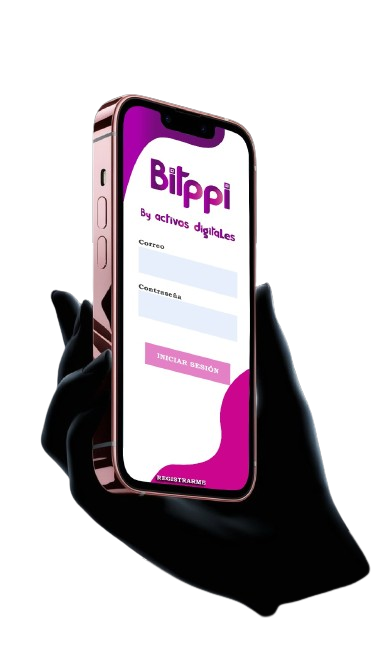 Bitppi
By activos digitales
Correo
Contraseña
INICIAR SESIÓN
REGISTRARME